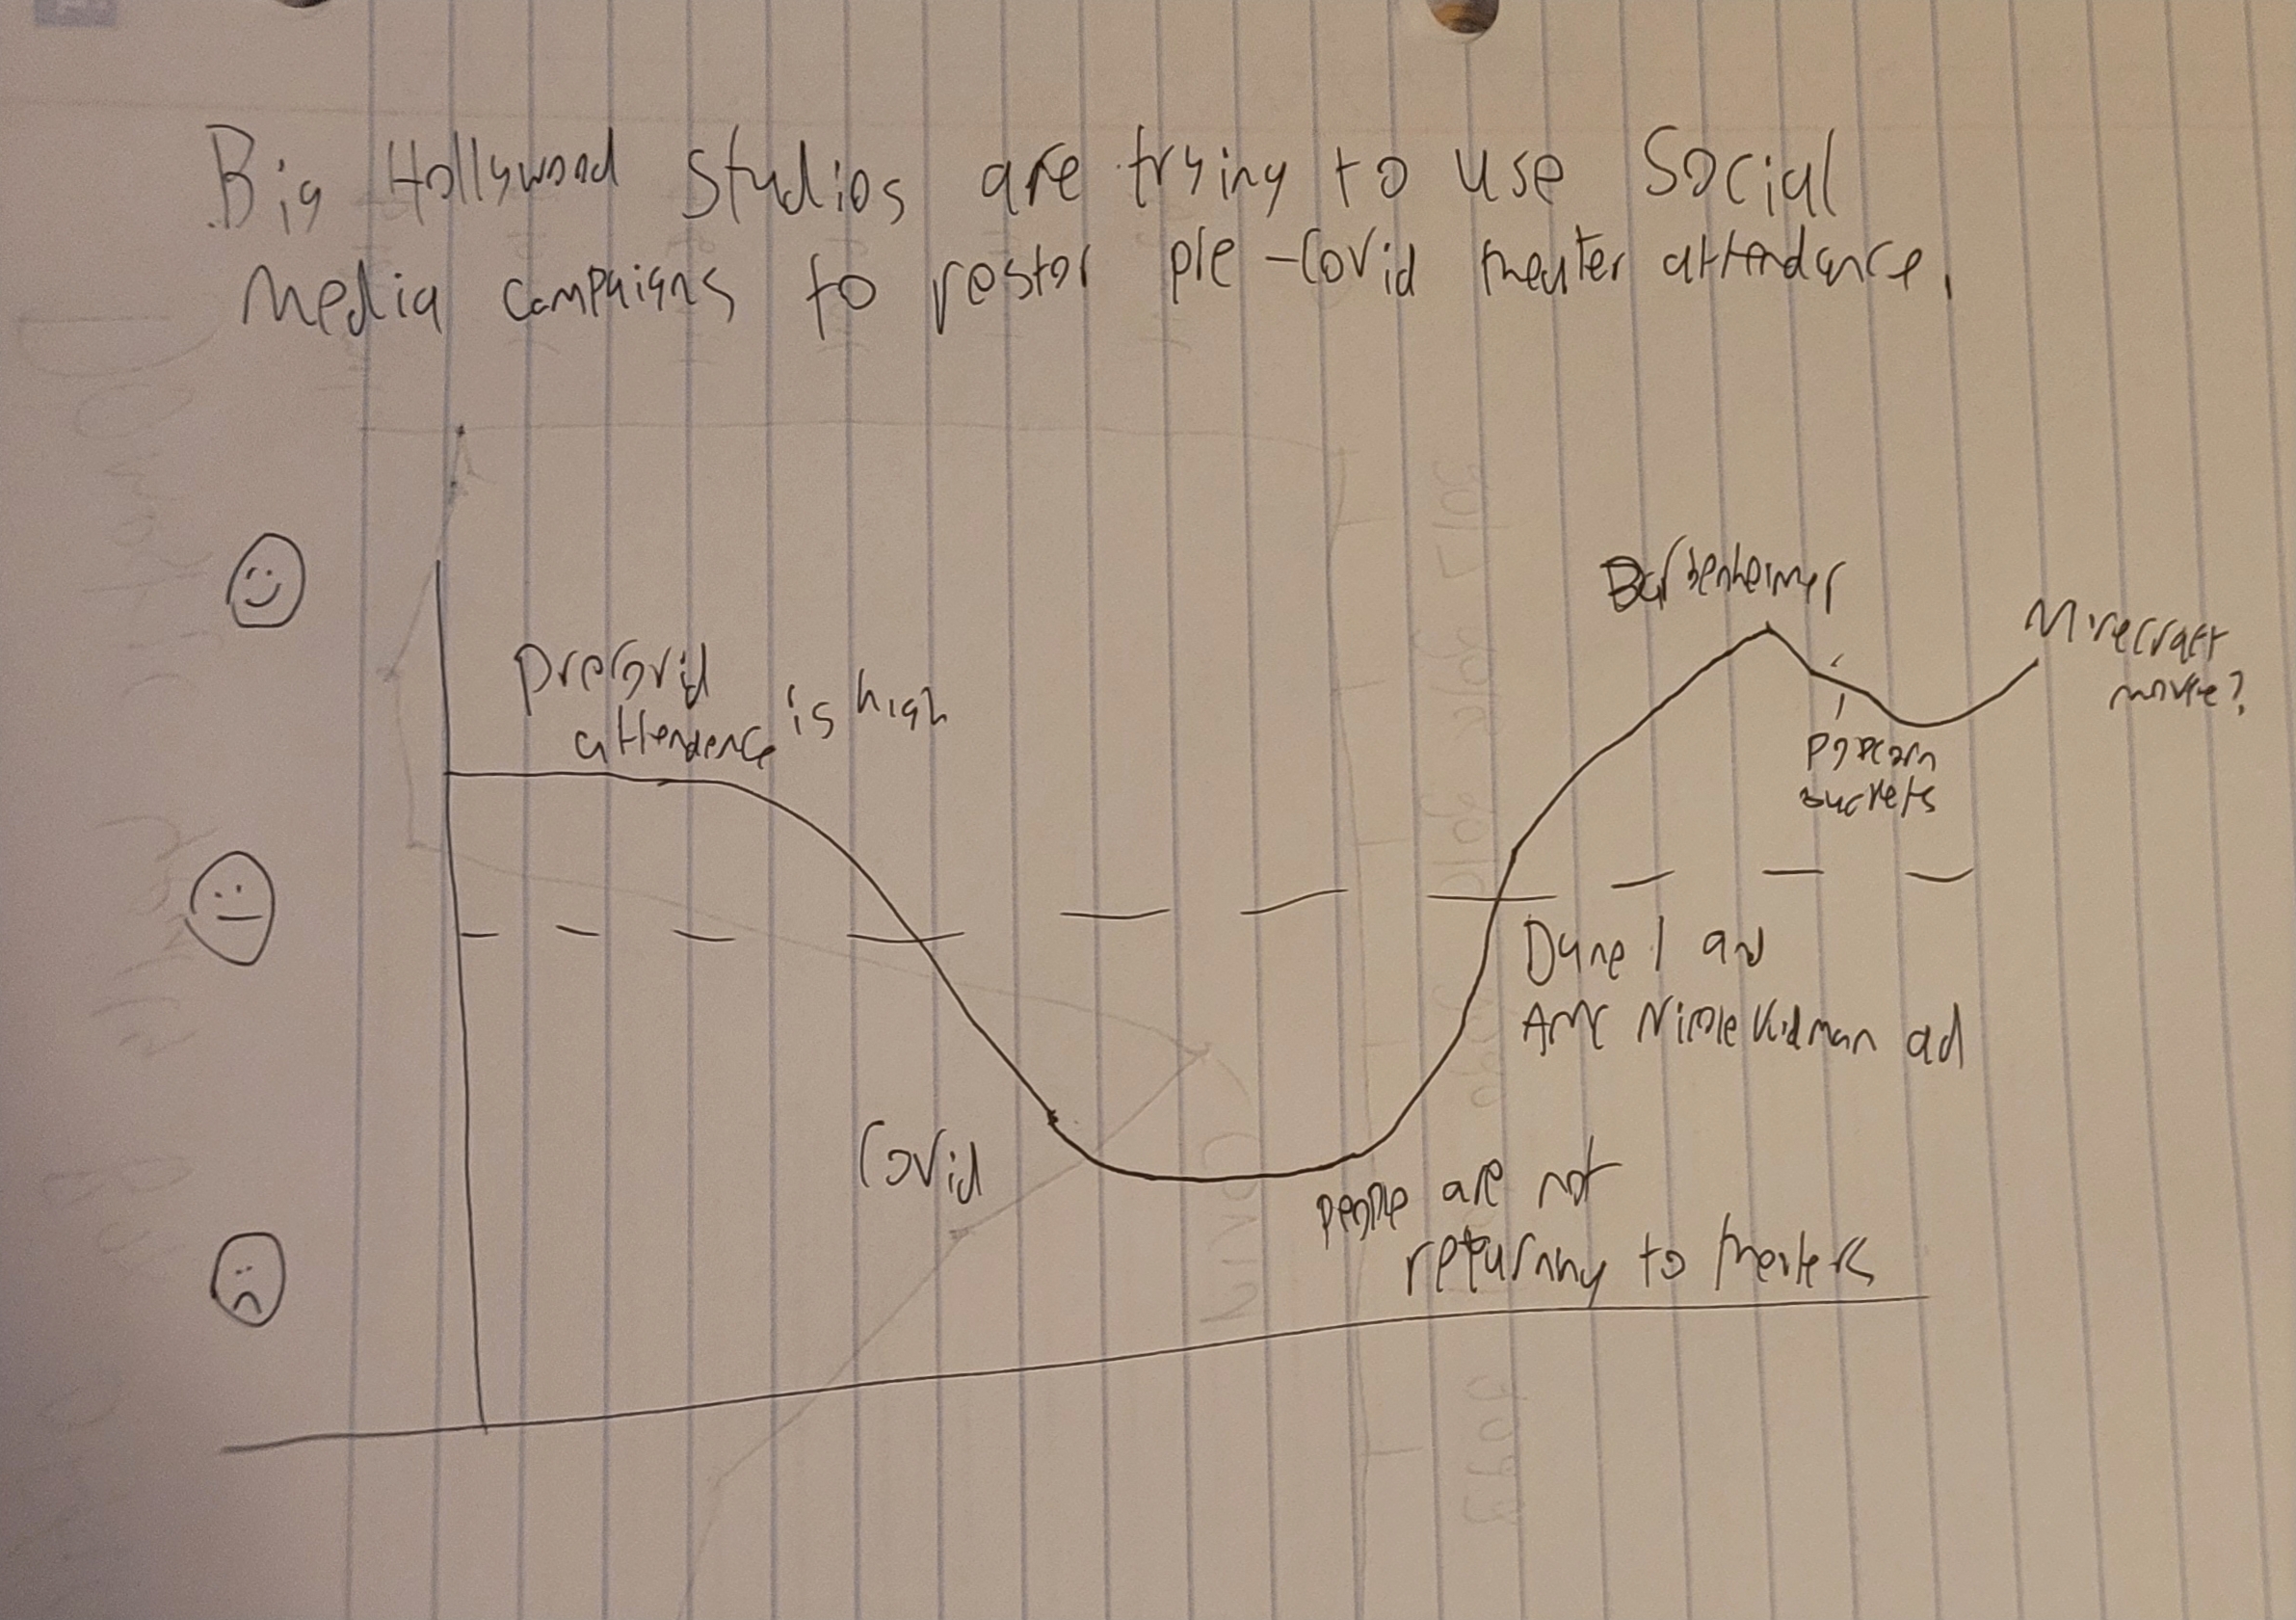 Big Hollywood Studios are trying to use Social
media campaigns to restor pre-Covid theater attendance.
Barbenheimer
Minecraft
movie?
preCovid
attendence is high
Popcorn
buckets
Dune 1 and
AMC Nicole Kidman ad
Covid
people are not
returning to theaters